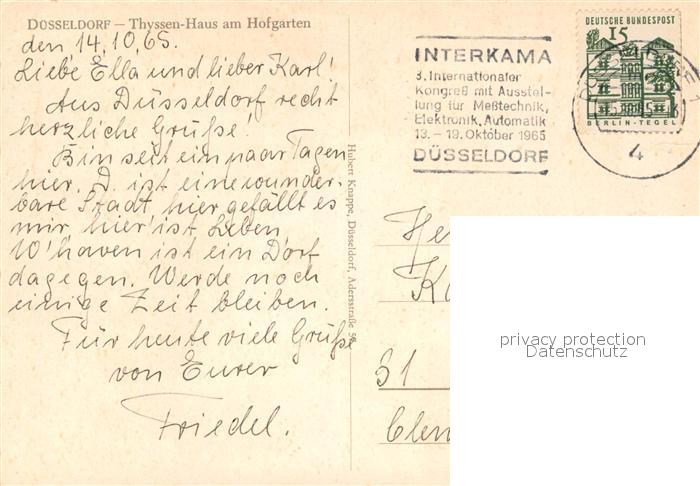 DÜSSELDORF – Thyssen-Haus am Hofgarten
den 14.10.65.
Liebe Ella und lieber Karl!
Aus Düsseldorf recht
herzliche Grüße!
Bin seit ein paar Tagen
hier. D. ist eine wunder-
bare Stadt, hier gefällt es
mir, hier ist Leben,
W'haven ist ein Dorf
dagegen. Werde noch
einige Zeit bleiben.
Für heute viele Grüße
von Eurer
Friedel.
Hubert Knappe, Düsseldorf, Adersstraße
INTERKAMA
3. Internationaler
Kongreß mit Ausstel-
lung für Meßtechnik,
Elektronik, Automatik
13. – 19. Oktober 1965
DÜSSELDORF
DEUTSCHE BUNDESPOST
15
BERLIN-TEGEL
4
He
Ka
privacy protection
Datenschutz